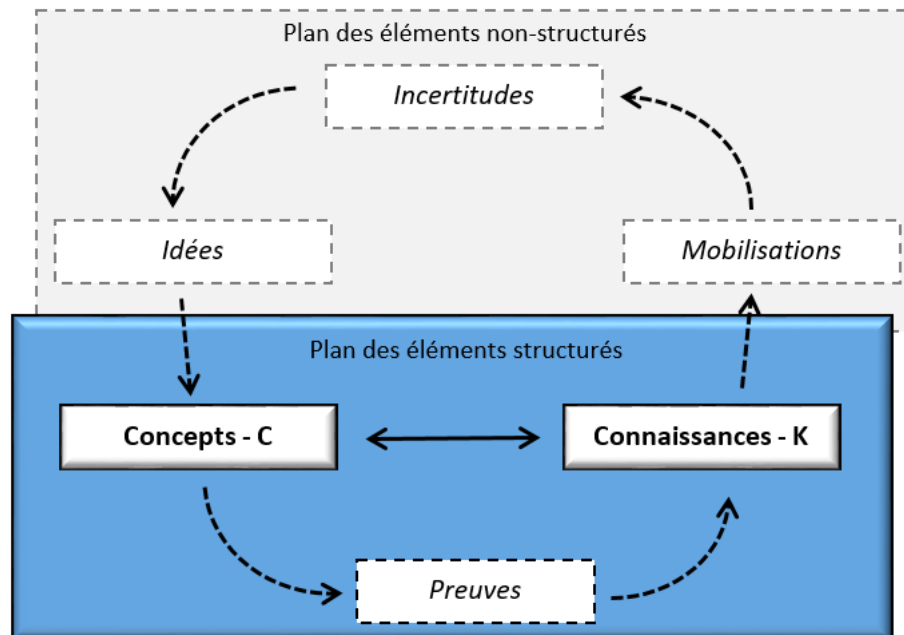 Plan des éléments non-structurés
Incertitudes
Idées
Mobilisations
Plan des éléments structurés
Concepts - C
Connaissances - K
Preuves